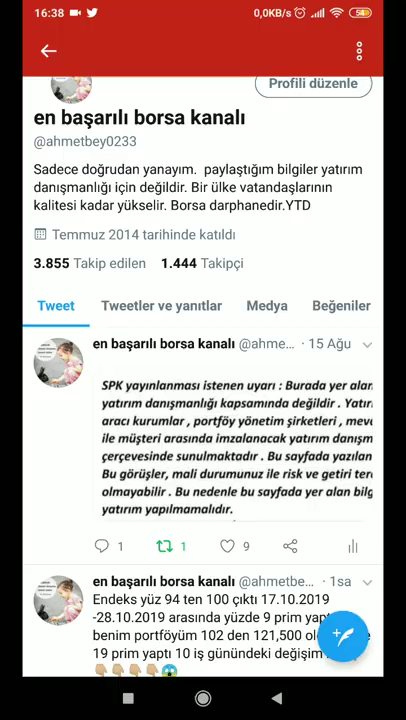 16:38
0,0KB/s
54
Profili düzenle
en başarılı borsa kanalı
@ahmetbey0233
Sadece doğrudan yanayım. paylaştığım bilgiler yatırım
danışmanlığı için değildir. Bir ülke vatandaşlarının
kalitesi kadar yükselir. Borsa darphanedir.YTD
Temmuz 2014 tarihinde katıldı
3.855 Takip edilen 1.444 Takipçi
Tweet Tweetler ve yanıtlar Medya Beğeniler
en başarılı borsa kanalı @ahme... · 15 Ağu
SPK yayınlanması istenen uyarı : Burada yer alan
yatırım danışmanlığı kapsamında değildir . Yatır
aracı kurumlar , portföy yönetim şirketleri , mev
ile müşteri arasında imzalanacak yatırım danışm
çerçevesinde sunulmaktadır . Bu sayfada yazılan
Bu görüşler, mali durumunuz ile risk ve getiri ter
olmayabilir . Bu nedenle bu sayfada yer alan bilg
yatırım yapılmamalıdır.
1 1 9
en başarılı borsa kanalı @ahmetbe... · 1sa
Endeks yüz 94 ten 100 çıktı 17.10.2019
-28.10.2019 arasında yüzde 9 prim yapt
benim portföyüm 102 den 121,500 ol
19 prim yaptı 10 iş günündeki değişim